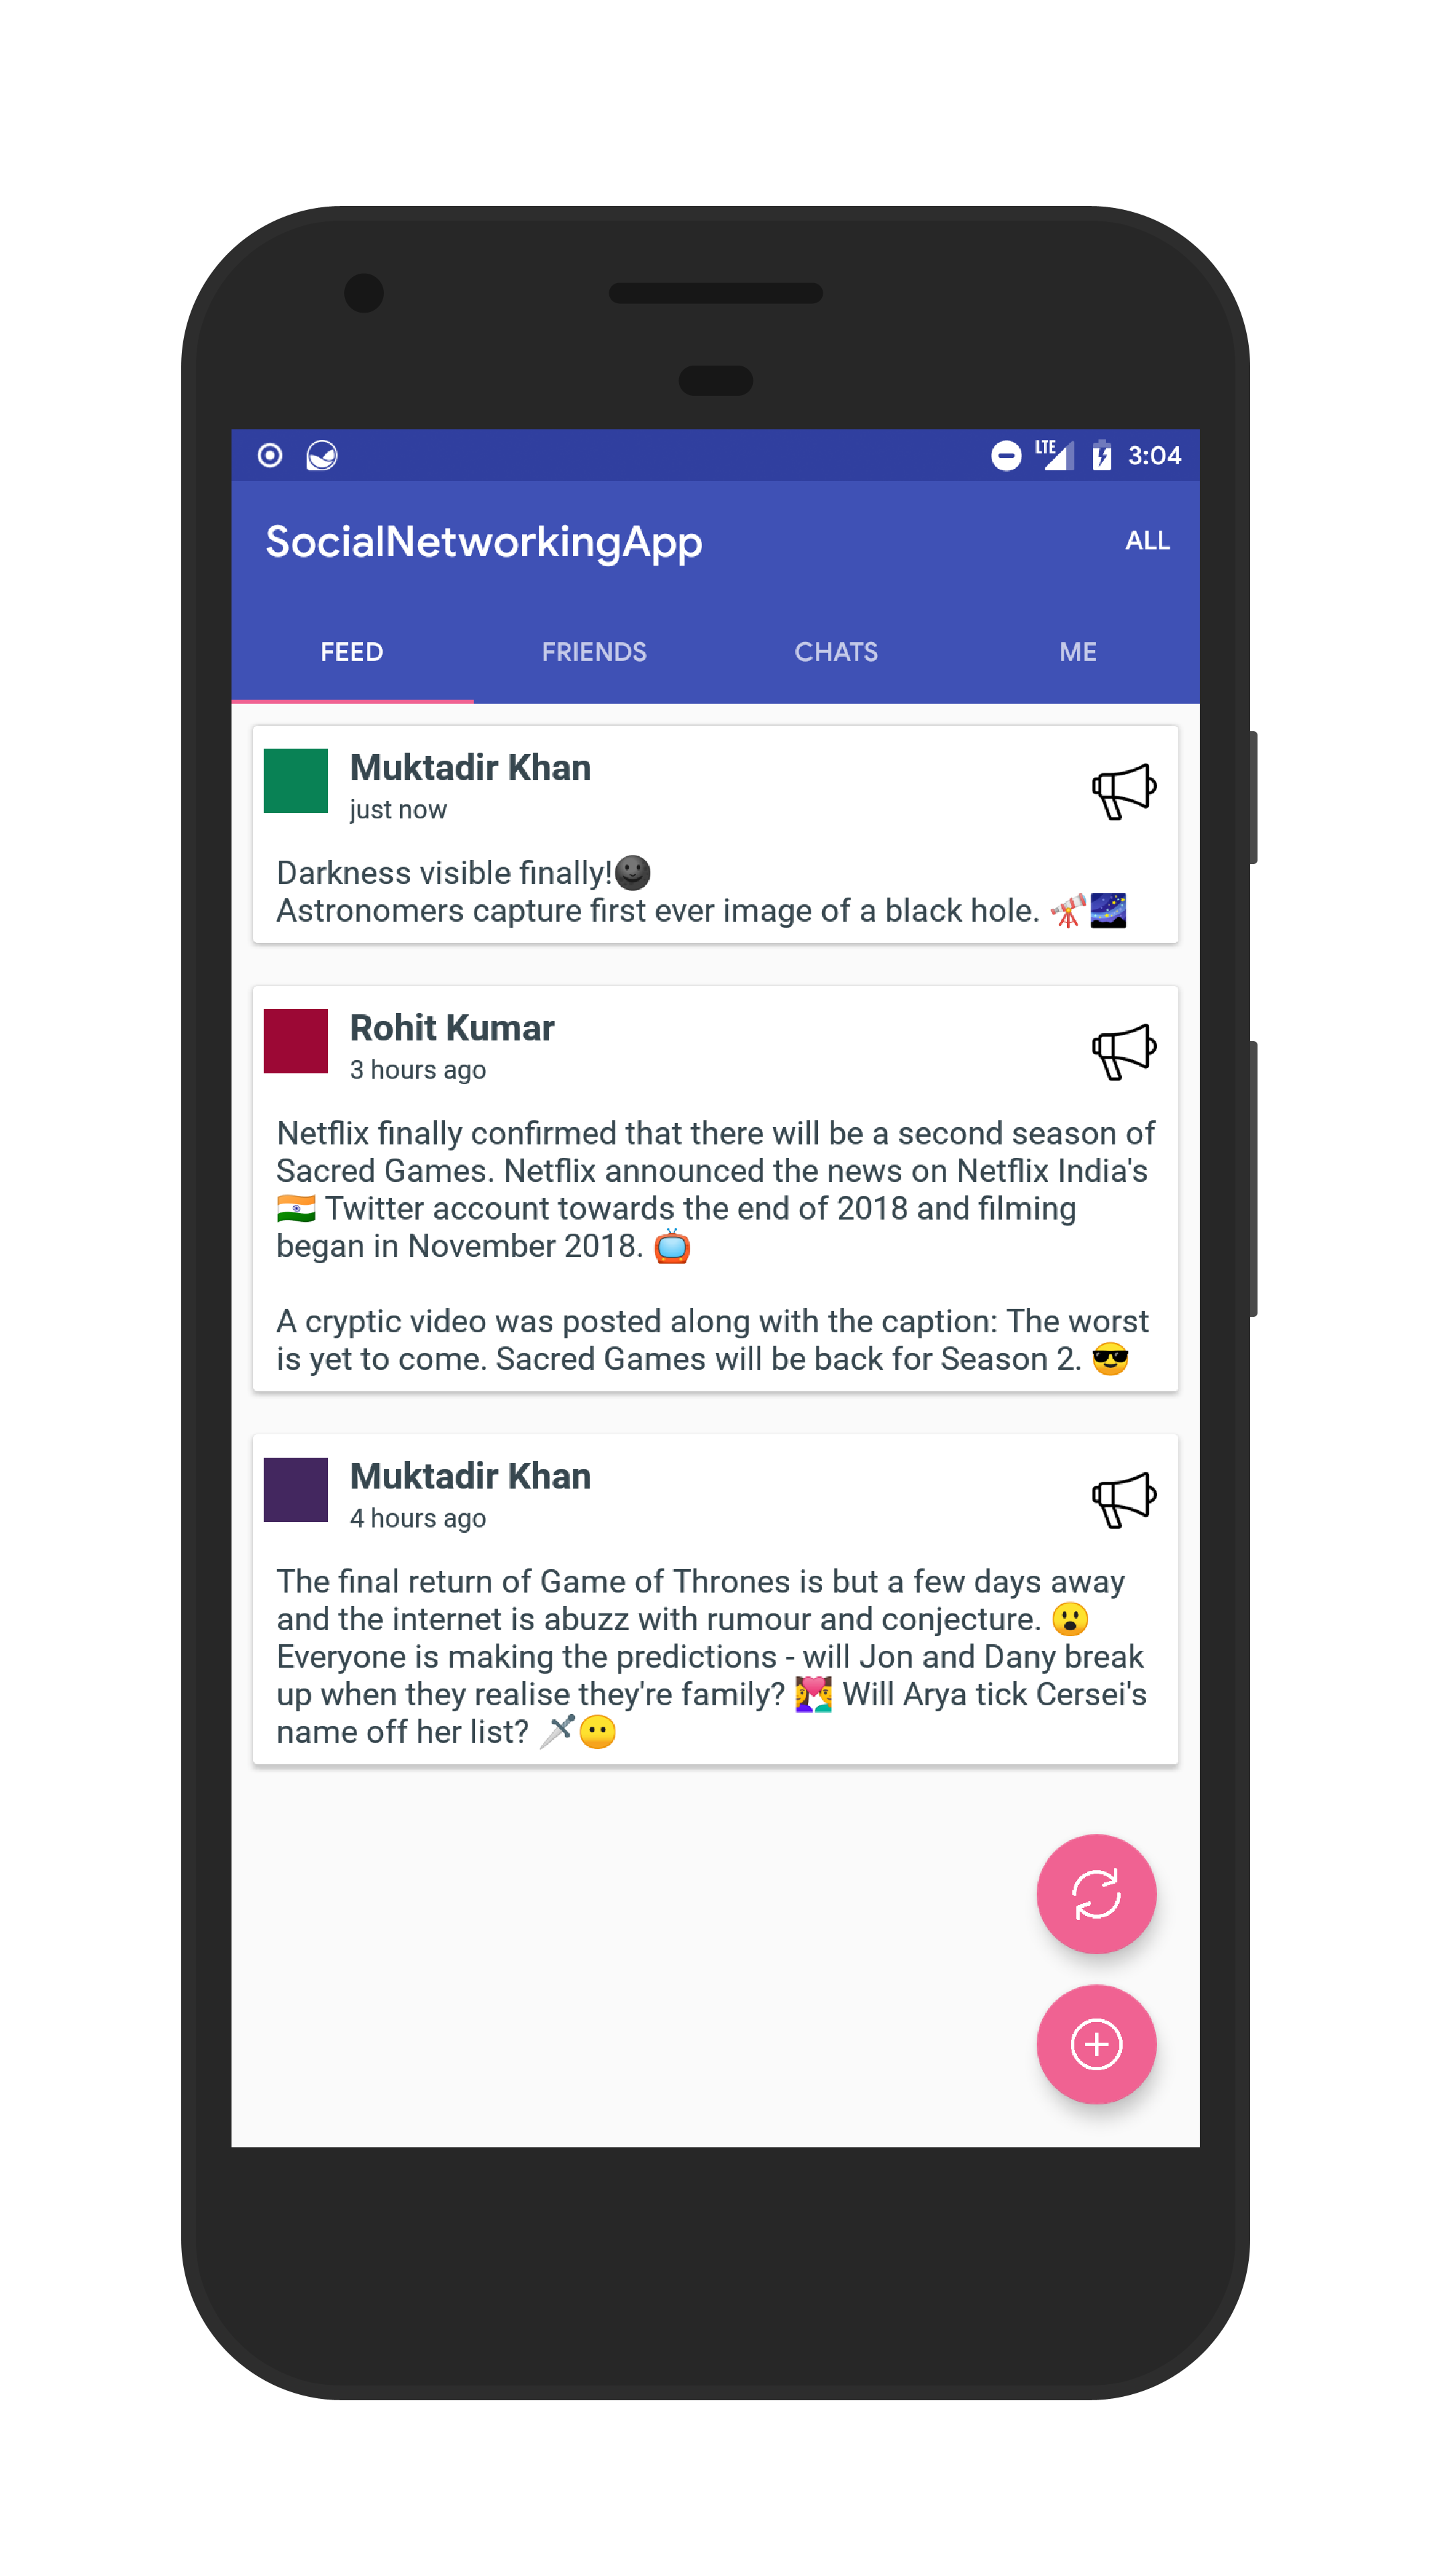 LTE 3:04
SocialNetworkingApp ALL
FEED FRIENDS CHATS ME
Muktadir Khan
just now
Darkness visible finally!🌚
Astronomers capture first ever image of a black hole. 🔭🌌
Rohit Kumar
3 hours ago
Netflix finally confirmed that there will be a second season of
Sacred Games. Netflix announced the news on Netflix India's
🇮🇳 Twitter account towards the end of 2018 and filming
began in November 2018. 📺
A cryptic video was posted along with the caption: The worst
is yet to come. Sacred Games will be back for Season 2. 😎
Muktadir Khan
4 hours ago
The final return of Game of Thrones is but a few days away
and the internet is abuzz with rumour and conjecture. 😮
Everyone is making the predictions - will Jon and Dany break
up when they realise they're family? 💑 Will Arya tick Cersei's
name off her list? 🗡️😶